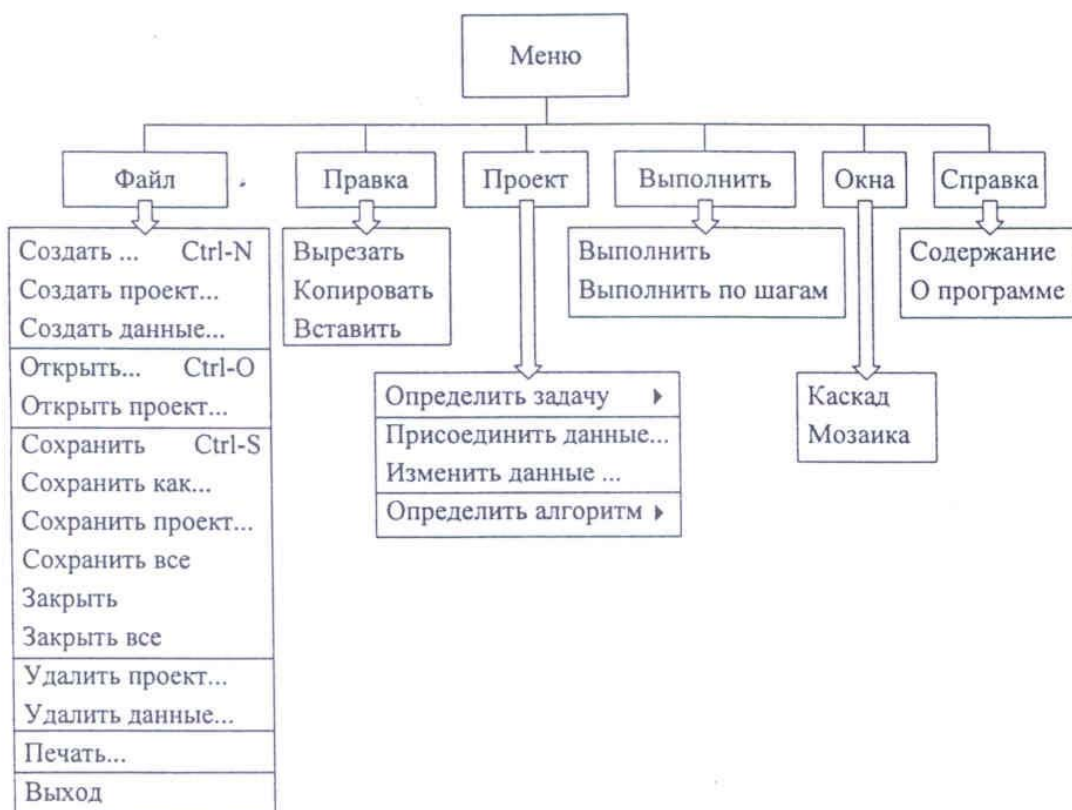 Меню
Файл
Правка
Проект
Выполнить
Окна
Справка
Создать ... Ctrl-N
Создать проект...
Создать данные...
Открыть... Ctrl-O
Открыть проект...
Сохранить Ctrl-S
Сохранить как...
Сохранить проект...
Сохранить все
Закрыть
Закрыть все
Удалить проект...
Удалить данные...
Печать...
Выход
Вырезать
Копировать
Вставить
Определить задачу
Присоединить данные...
Изменить данные ...
Определить алгоритм
Выполнить
Выполнить по шагам
Каскад
Мозаика
Содержание
О программе